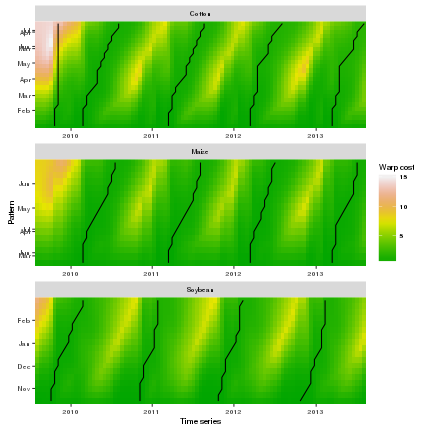 Cotton
May
Apr
Mar
Feb
2010 2011 2012 2013
Maize
Jun
May
2010 2011 2012 2013
Soybean
Feb
Jan
Dec
Nov
2010 2011 2012 2013
Time series
Pattern
Warp cost
15
10
5